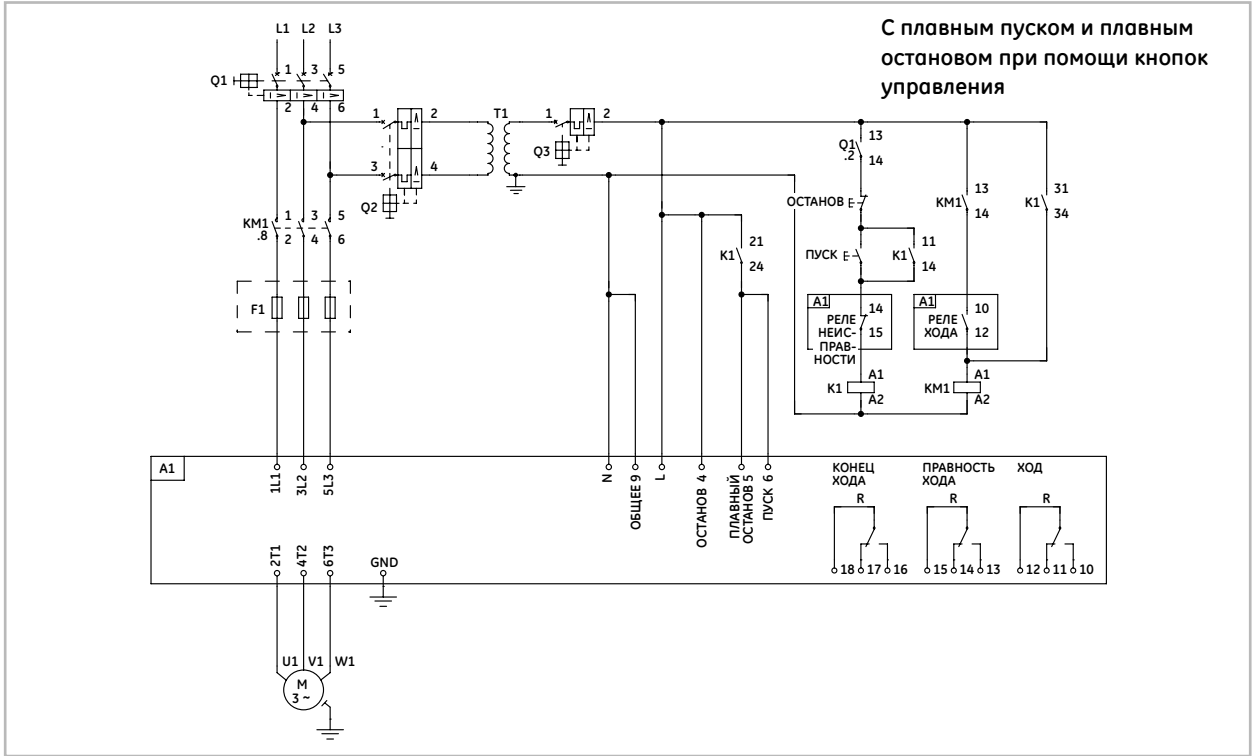 С плавным пуском и плавным
остановом при помощи кнопок
управления
L1 L2 L3
Q1 1 3 5
2 4 6
1 2 T1 1 2
Q3
3 4
Q2
Q1 13
.2 14
ОСТАНОВ
KM1 13
14
K1 31
34
KM1 1 3 5
.8 2 4 6
K1 21
24
ПУСК K1 11
14
F1
A1 14
РЕЛЕ
НЕИС- 15
ПРАВ-
НОСТИ
A1 10
РЕЛЕ
ХОДА 12
K1 A1
A2
KM1 A1
A2
A1
1L1 3L2 5L3
N
ОБЩЕЕ 9
L
ОСТАНОВ 4
ПЛАВНЫЙ
ОСТАНОВ 5
ПУСК 6
КОНЕЦ
ХОДА
R
18 17 16
ПРАВНОСТЬ
ХОДА
R
15 14 13
ХОД
R
12 11 10
2T1 4T2 6T3
GND
U1 V1 W1
M
3 ~